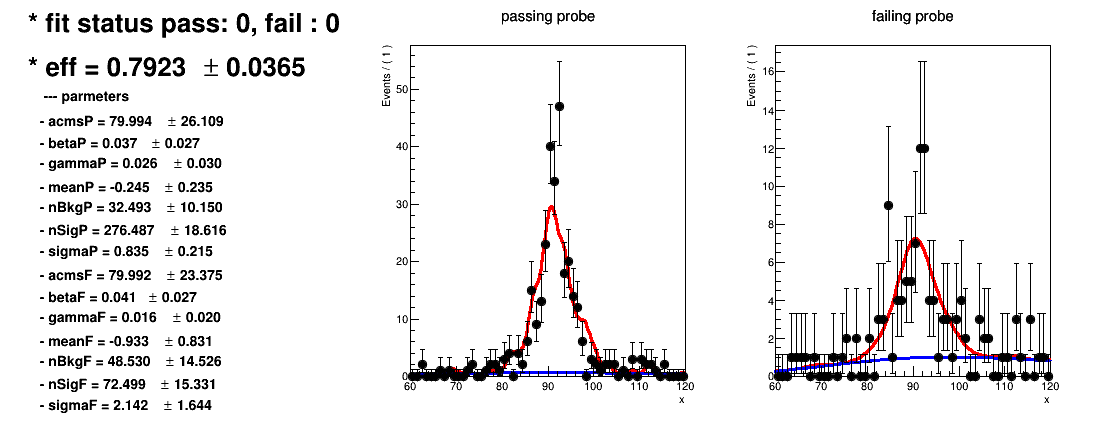 * fit status pass: 0, fail : 0
* eff = 0.7923 ± 0.0365
--- parmeters
- acmsP = 79.994 ± 26.109
- betaP = 0.037 ± 0.027
- gammaP = 0.026 ± 0.030
- meanP = -0.245 ± 0.235
- nBkgP = 32.493 ± 10.150
- nSigP = 276.487 ± 18.616
- sigmaP = 0.835 ± 0.215
- acmsF = 79.992 ± 23.375
- betaF = 0.041 ± 0.027
- gammaF = 0.016 ± 0.020
- meanF = -0.933 ± 0.831
- nBkgF = 48.530 ± 14.526
- nSigF = 72.499 ± 15.331
- sigmaF = 2.142 ± 1.644
passing probe
Events / ( 1 )
50
40
30
20
10
0
60 70 80 90 100 110 120
x
failing probe
Events / ( 1 )
16
14
12
10
8
6
4
2
0
60 70 80 90 100 110 120
x